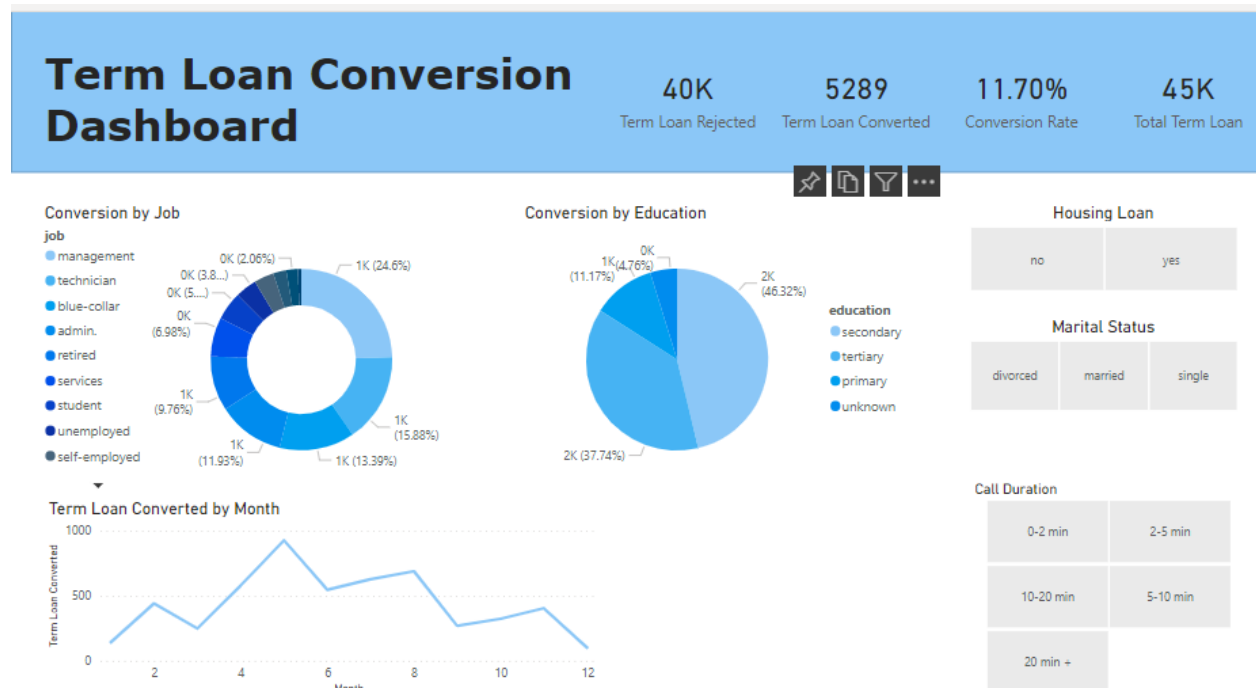 Term Loan Conversion
Dashboard
40K
Term Loan Rejected
5289
Term Loan Converted
11.70%
Conversion Rate
45K
Total Term Loan
Conversion by Job
job
management
technician
blue-collar
admin.
retired
services
student
unemployed
self-employed
0K (2.06%)
0K (3.8...)
0K (5....)
0K
(6.98%)
1K
(9.76%)
1K
(11.93%)
1K (13.39%)
1K
(15.88%)
1K (24.6%)
Conversion by Education
0K
(4.76%)
1K
(11.17%)
2K
(46.32%)
2K (37.74%)
education
secondary
tertiary
primary
unknown
Housing Loan
no
yes
Marital Status
divorced
married
single
Term Loan Converted by Month
Term Loan Converted
1000
500
0
2
4
6
8
10
12
Month
Call Duration
0-2 min
2-5 min
10-20 min
5-10 min
20 min +